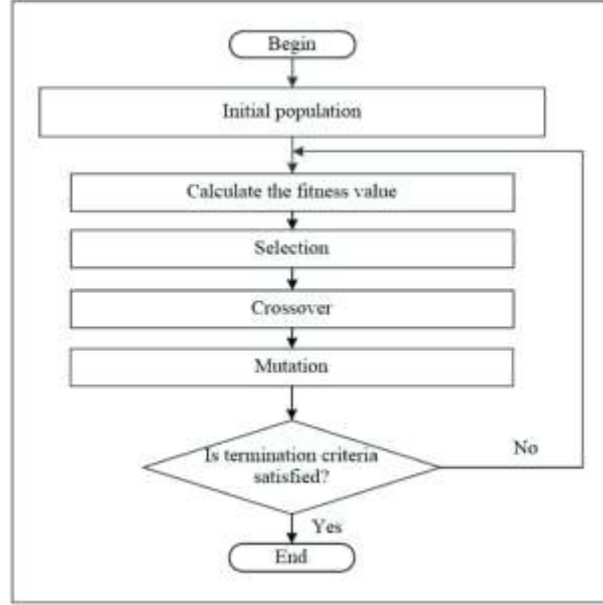 Begin
Initial population
Calculate the fitness value
Selection
Crossover
Mutation
Is termination criteria
satisfied?
No
Yes
End